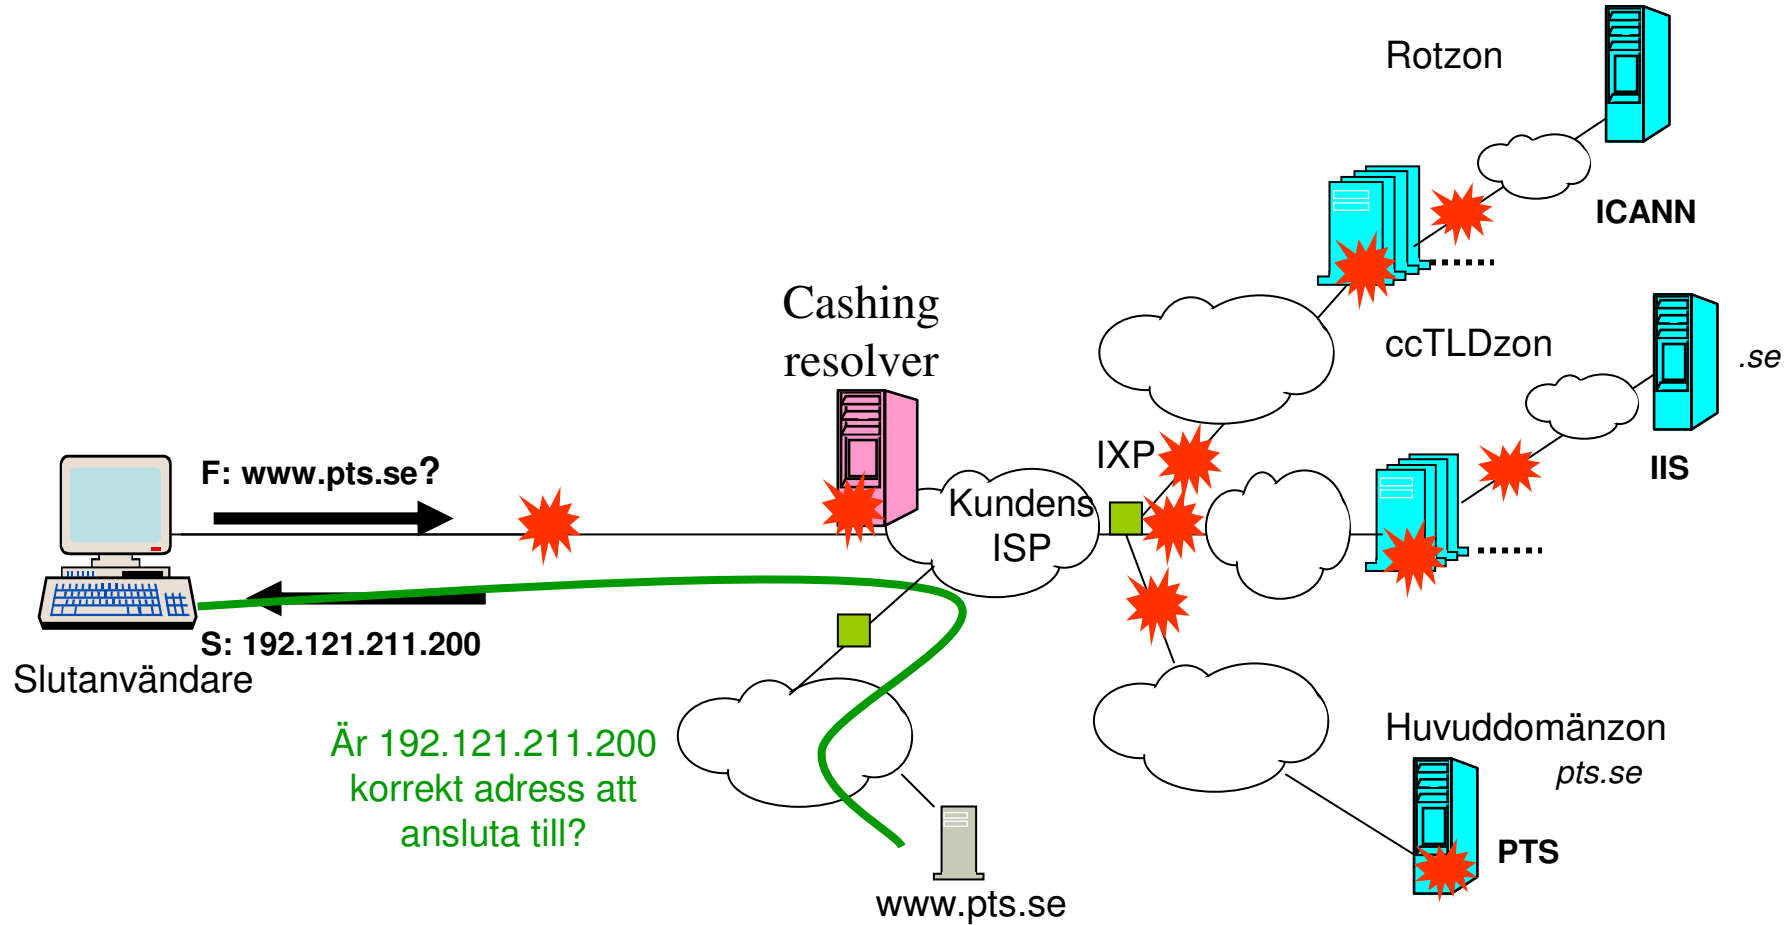 Rotzon
ICANN
Cashing
resolver
ccTLDzon
.se
IIS
F: www.pts.se?
IXP
Kundens
ISP
S: 192.121.211.200
Slutanvändare
Är 192.121.211.200
korrekt adress att
ansluta till?
Huvuddomänzon
pts.se
PTS
www.pts.se